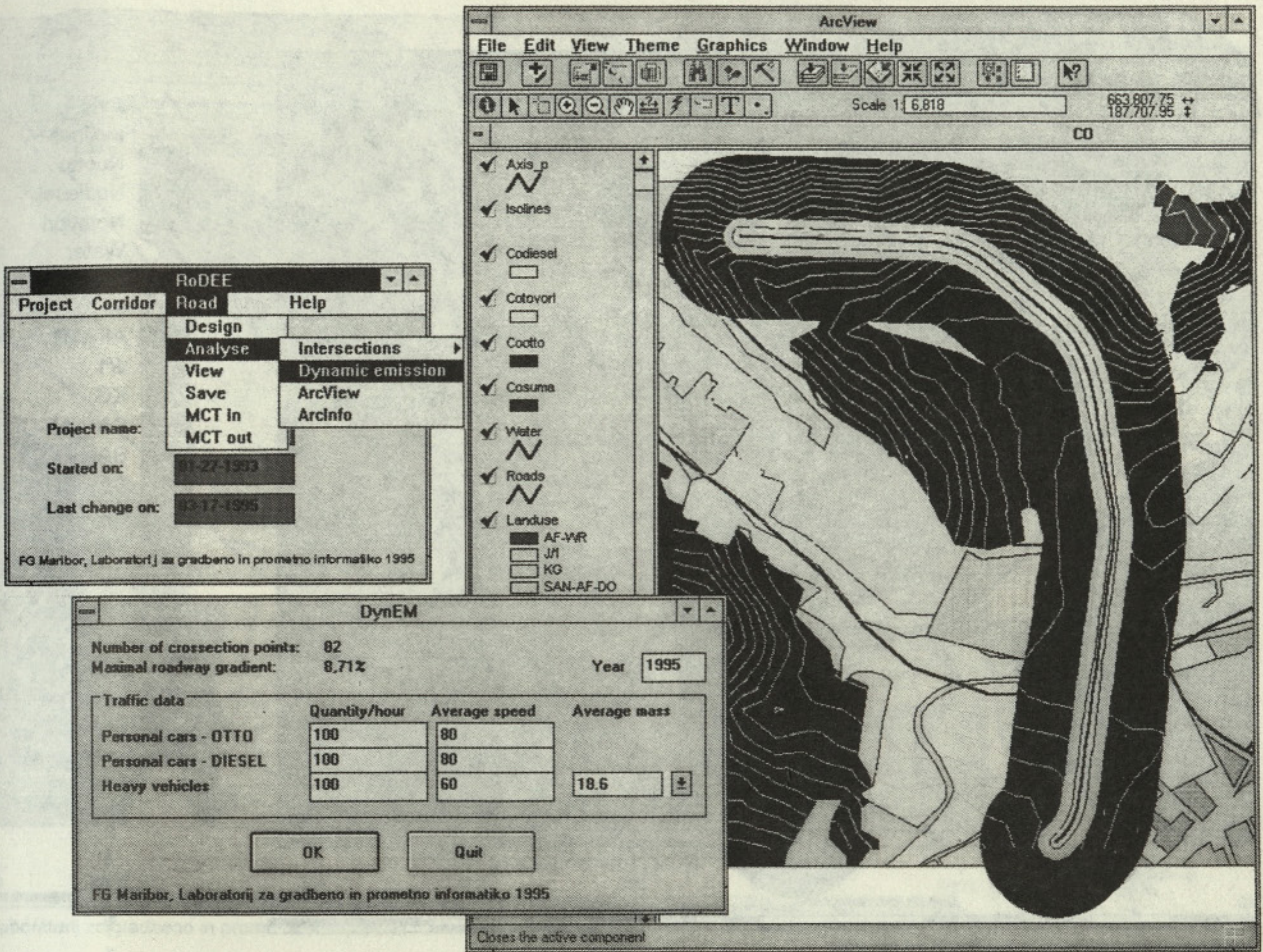 ArcView
File Edit View Theme Graphics Window Help
Scale 1: 6,818
663,807.75
187,707.95
CO
Axis_p
Isolines
Codiesel
Cotovorl
Cootto
Cosuma
Water
Roads
Landuse
AF-WR
J/I
KG
SAN-AF-DO
Closes the active component
RoDEE
Project Corridor Road Help
Design
Analyse
View
Save
MCT in
MCT out
Intersections
Dynamic emission
ArcView
ArcInfo
Project name:
Started on: 01-27-1993
Last change on: 03-17-1995
FG Maribor, Laboratorij za gradbeno in prometno informatiko 1995
DynEM
Number of crossection points: 82
Maximal roadway gradient: 8,71%
Year 1995
Traffic data
Quantity/hour Average speed Average mass
Personal cars - OTTO 100 80
Personal cars - DIESEL 100 80
Heavy vehicles 100 60 18.6
OK Quit
FG Maribor, Laboratorij za gradbeno in prometno informatiko 1995